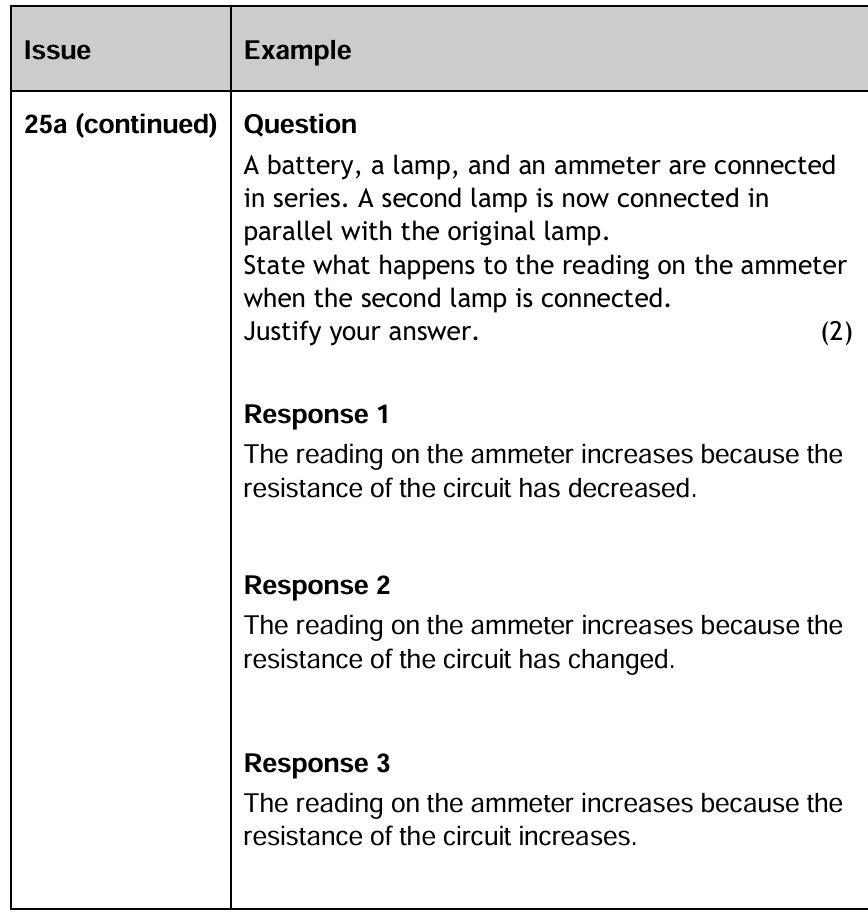 Issue
Example
25a (continued)
Question
A battery, a lamp, and an ammeter are connected
in series. A second lamp is now connected in
parallel with the original lamp.
State what happens to the reading on the ammeter
when the second lamp is connected.
Justify your answer. (2)
Response 1
The reading on the ammeter increases because the
resistance of the circuit has decreased.
Response 2
The reading on the ammeter increases because the
resistance of the circuit has changed.
Response 3
The reading on the ammeter increases because the
resistance of the circuit increases.